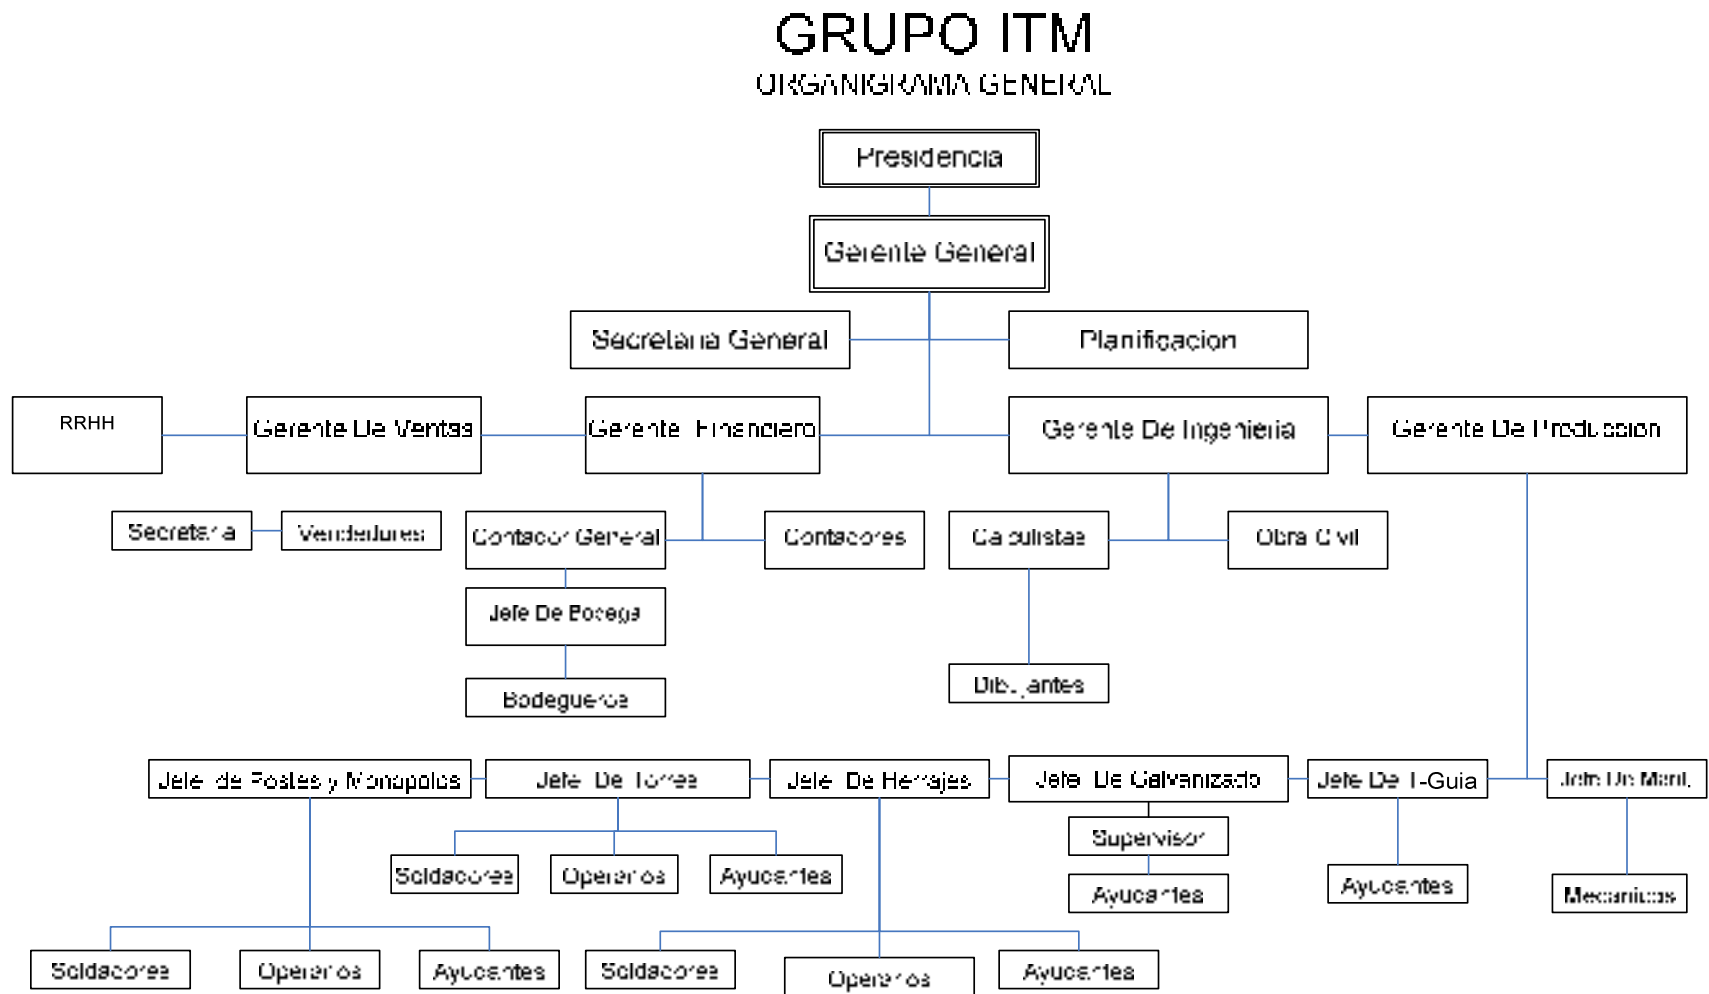 GRUPO ITM
ORGANIGRAMA GENERAL
Presidencia
Gerente General
Secretaria General
Planificacion
RRHH
Gerente De Ventas
Gerente Financiero
Gerente De Ingenieria
Gerente De Produccion
Secretaria
Vendedores
Contador General
Contadores
Calculistas
Obra Civil
Jefe De Bodega
Dibujantes
Bodegueros
Jefe de Postes y Monopolos
Jefe De Torres
Jefe De Herrajes
Jefe De Galvanizado
Jefe De T-Guia
Jefe De Mant.
Supervisor
Soldadores
Operarios
Ayudantes
Ayudantes
Ayudantes
Mecanicos
Soldadores
Operarios
Ayudantes
Soldadores
Operarios
Ayudantes